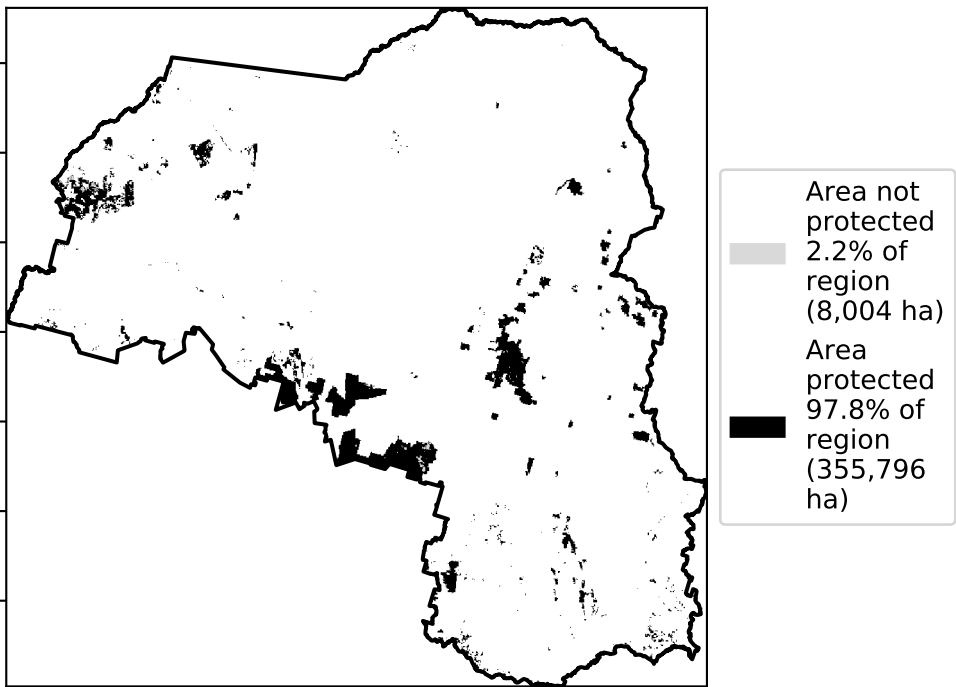 Area not
protected
2.2% of
region
(8,004 ha)
Area
protected
97.8% of
region
(355,796
ha)